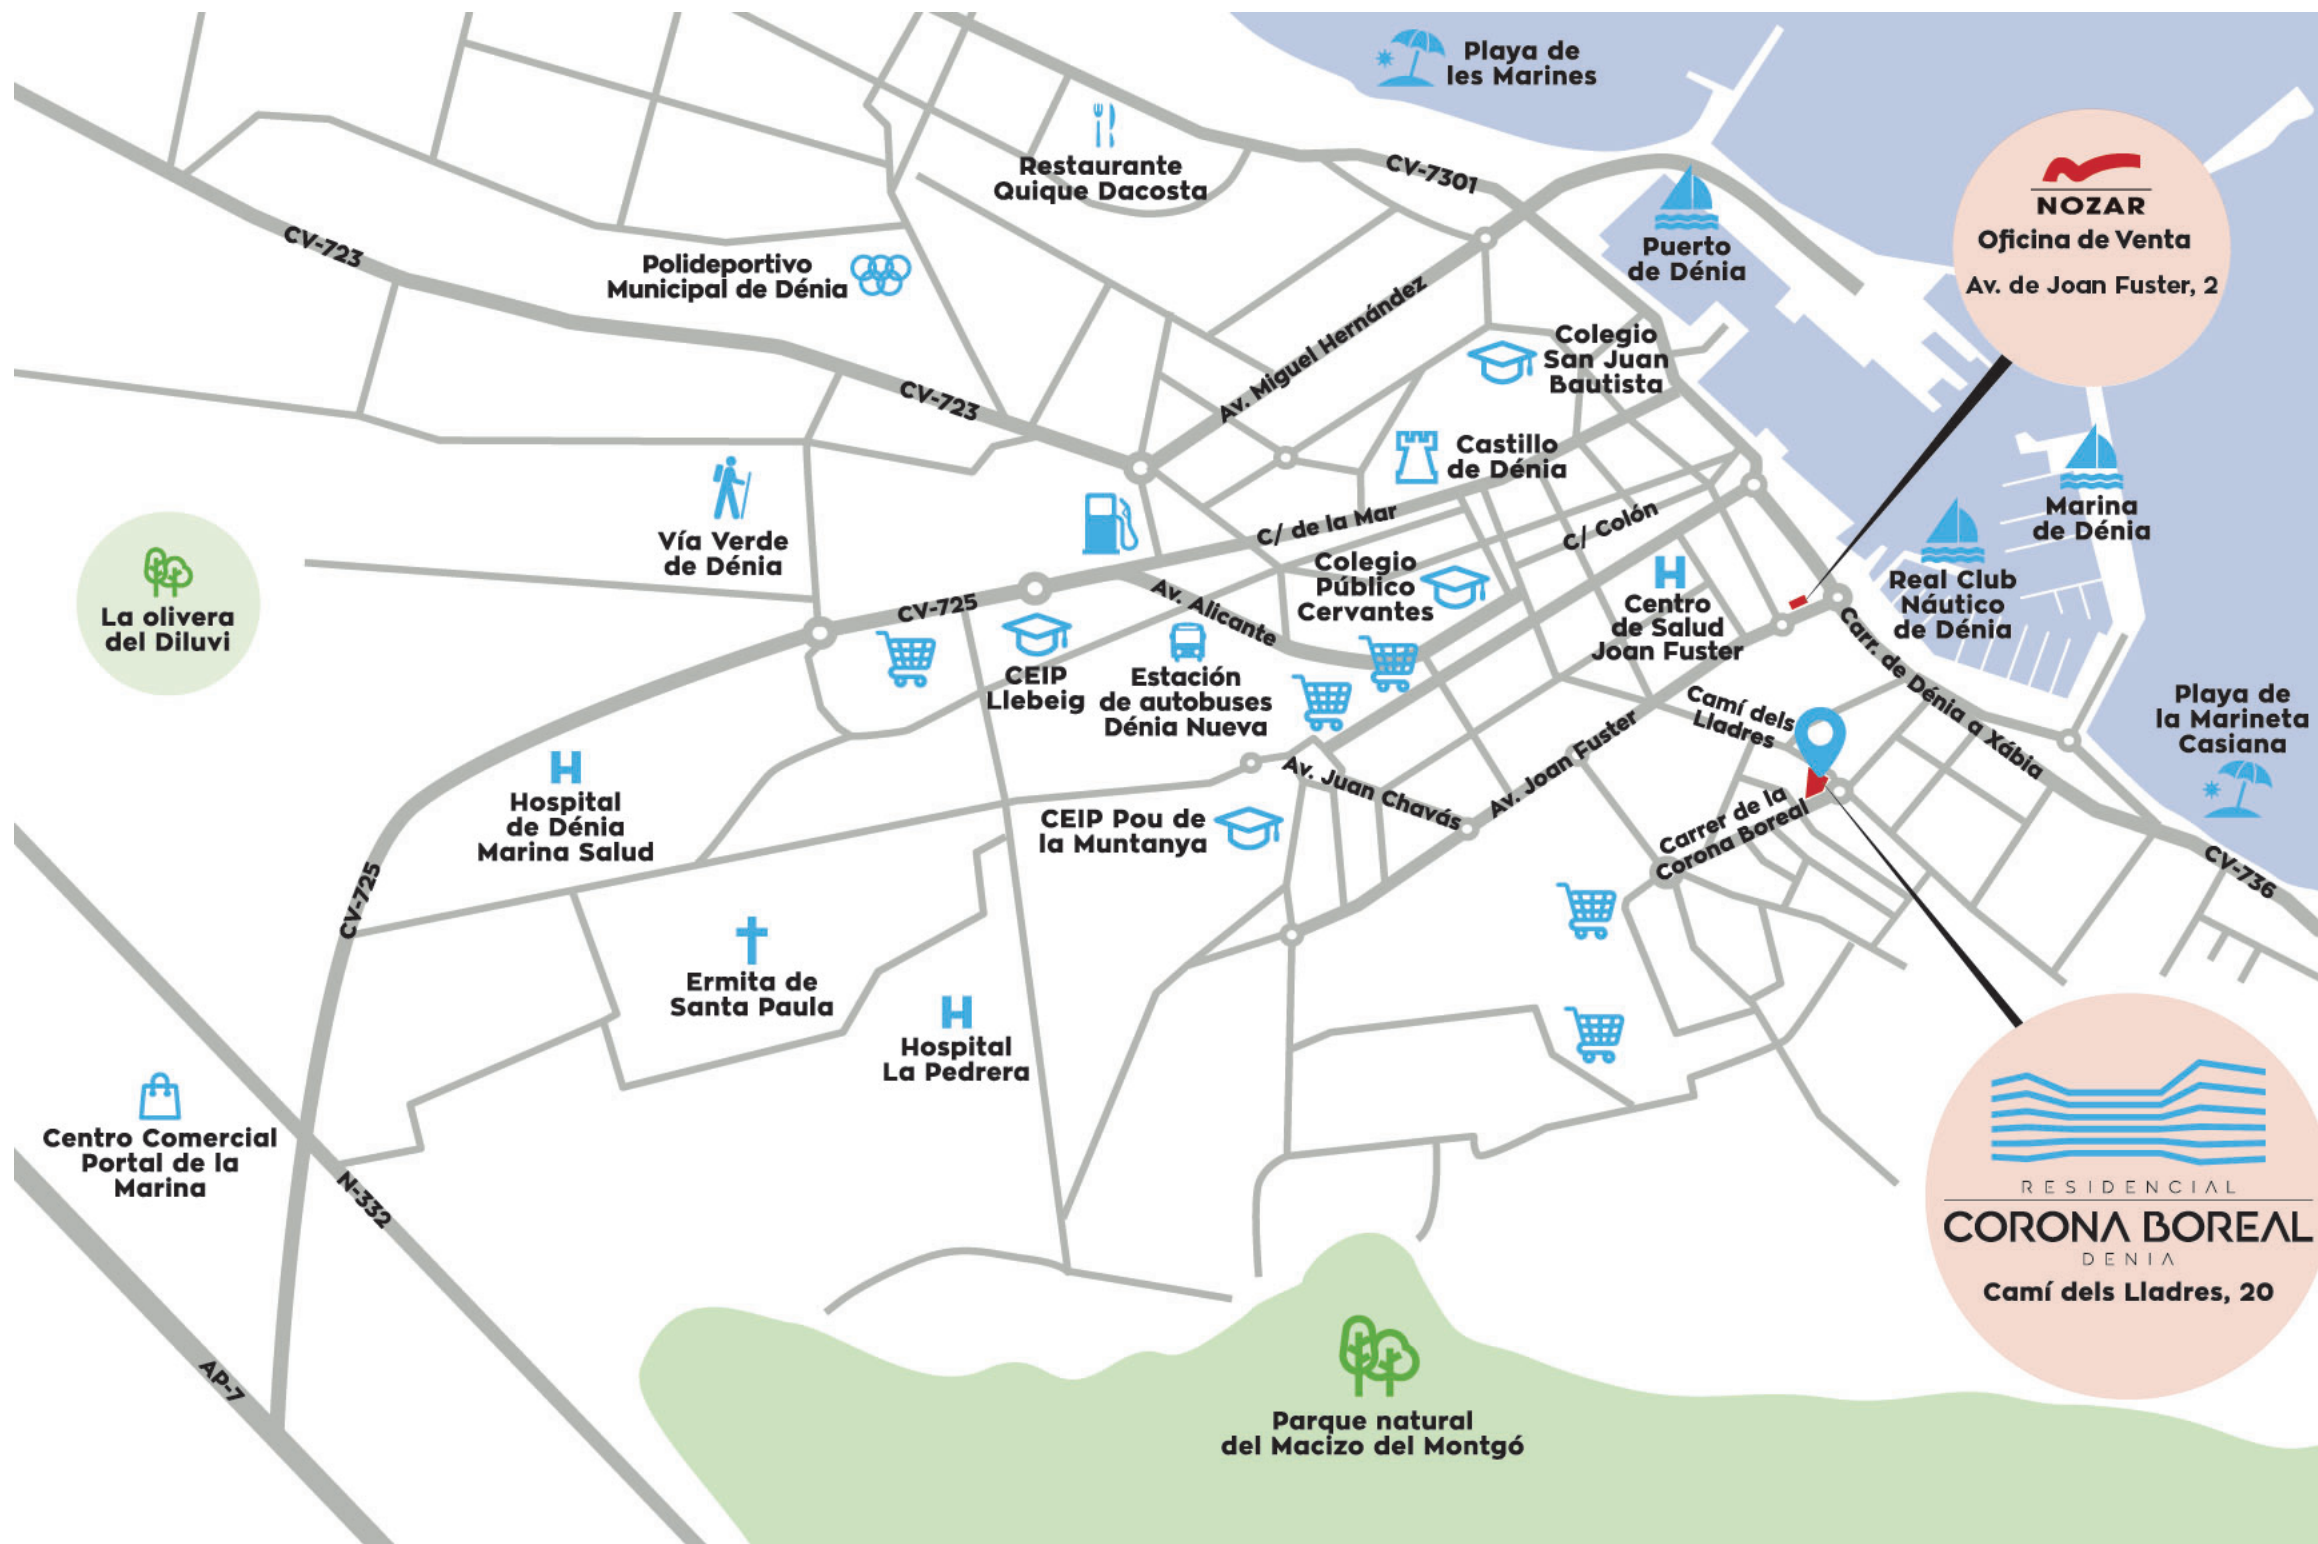 Playa de
les Marines
CV-7301
Restaurante
Quique Dacosta
NOZAR
Oficina de Venta
Av. de Joan Fuster, 2
CV-723
Polideportivo
Municipal de Dénia
Puerto
de Dénia
Av. Miguel Hernández
Colegio
San Juan
Bautista
CV-723
Castillo
de Dénia
Marina
de Dénia
Vía Verde
de Dénia
C/ de la Mar
C/ Colón
La olivera
del Diluvi
CV-725
Av. Alicante
Colegio
Público
Cervantes
H
Centro
de Salud
Joan Fuster
Real Club
Náutico
de Dénia
Carr. de Dénia a Xábia
CEIP
Llebeig
Estación
de autobuses
Dénia Nueva
Camí dels
Lladres
Playa de
la Marineta
Casiana
H
Hospital
de Dénia
Marina Salud
Av. Juan Chavás
Av. Joan Fuster
CEIP Pou de
la Muntanya
Carrer de la
Corona Boreal
CV-736
CV-725
Ermita de
Santa Paula
H
Hospital
La Pedrera
Centro Comercial
Portal de la
Marina
N-332
RESIDENCIAL
CORONA BOREAL
DENIA
Camí dels Lladres, 20
AP-7
Parque natural
del Macizo del Montgó